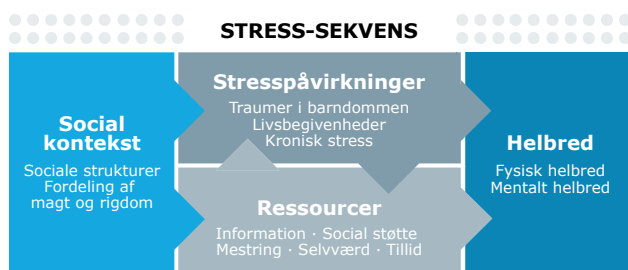 STRESS-SEKVENS
Social
kontekst
Sociale strukturer
Fordeling af
magt og rigdom
Stresspåvirkninger
Traumer i barndommen
Livsbegivenheder
Kronisk stress
Ressourcer
Information · Social støtte
Mestring · Selvværd · Tillid
Helbred
Fysisk helbred
Mentalt helbred